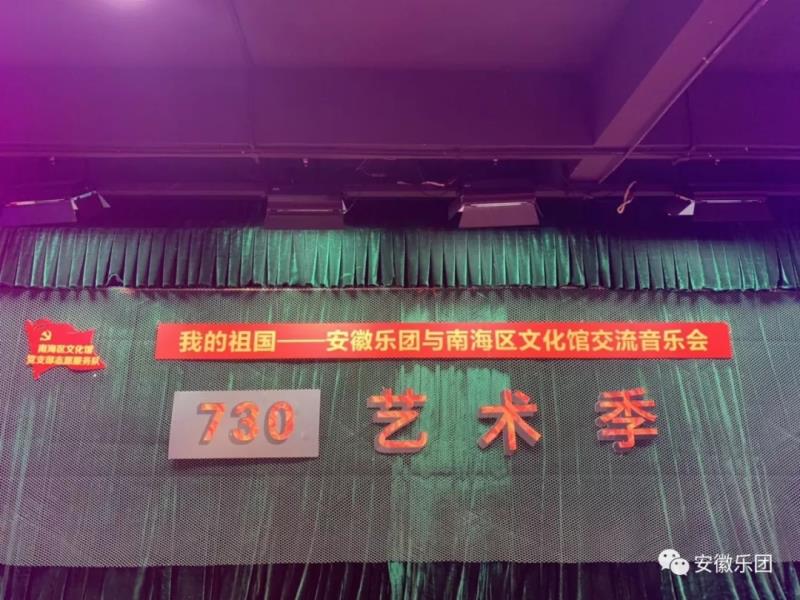 我的祖国——安徽乐团与南海区文化馆交流音乐会
南海区文化馆
党支部志愿服务队
730 艺术季
安徽乐团